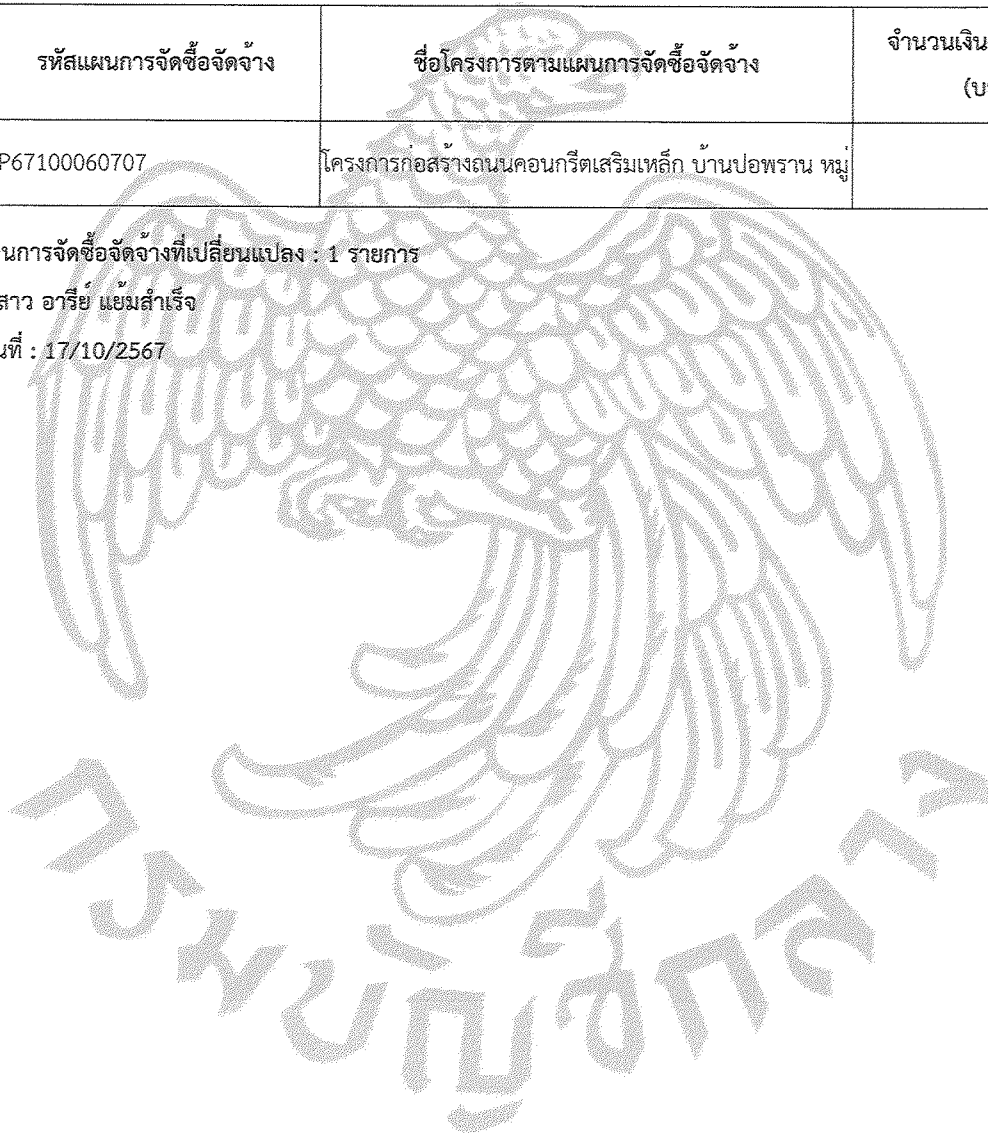 รหัสแผนการจัดซื้อจัดจ้าง ชื่อโครงการตามแผนการจัดซื้อจัดจ้าง จำนวนเงิน
(บ
P67100060707 โครงการก่อสร้างถนนคอนกรีตเสริมเหล็ก บ้านปอพราน หมู่
นการจัดซื้อจัดจ้างที่เปลี่ยนแปลง : 1 รายการ
สาว อารีย์ แย้มสำเร็จ
นที่ : 17/10/2567
กรมบัญชีกลาง